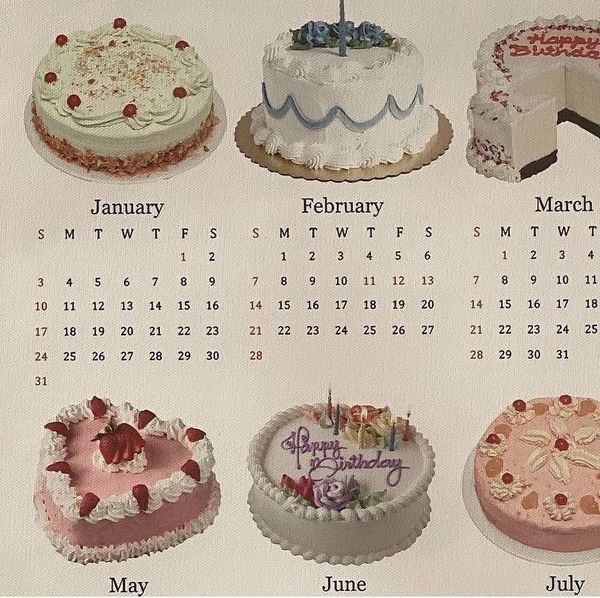 Happy
Birthda
January
S M T W T F S
1 2
3 4 5 6 7 8 9
10 11 12 13 14 15 16
17 18 19 20 21 22 23
24 25 26 27 28 29 30
31
February
S M T W T F S
1 2 3 4 5 6
7 8 9 10 11 12 13
14 15 16 17 18 19 20
21 22 23 24 25 26 27
28
March
S M T W T
1 2 3 4
7 8 9 10 11
14 15 16 17 18
21 22 23 24 25
28 29 30 31
Happy
Birthday
May
June
July